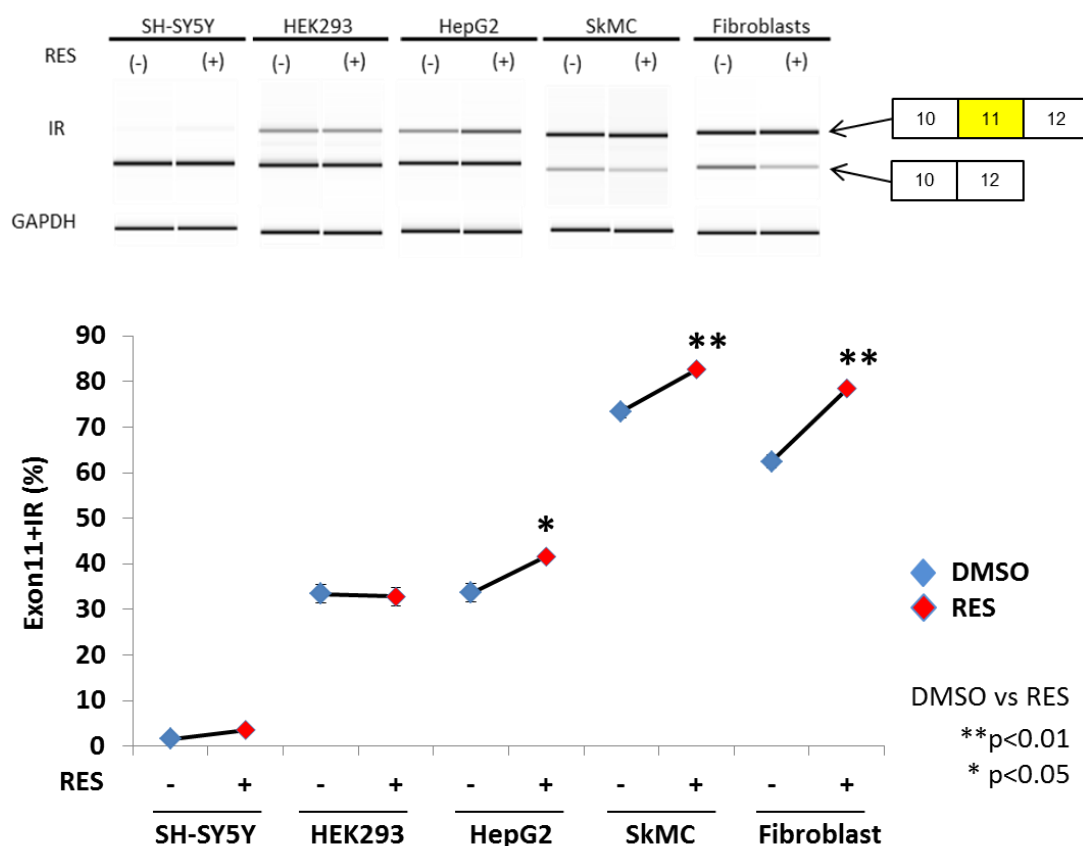 SH-SY5Y HEK293 HepG2 SkMC Fibroblasts
RES (-) (+) (-) (+) (-) (+) (-) (+) (-) (+)
IR
10 11 12
10 12
GAPDH
90
80
70
60
50
40
30
20
10
0
Exon11+IR (%)
**
**
*
DMSO
RES
DMSO vs RES
**p<0.01
* p<0.05
RES - + - + - + - + - +
SH-SY5Y HEK293 HepG2 SkMC Fibroblast